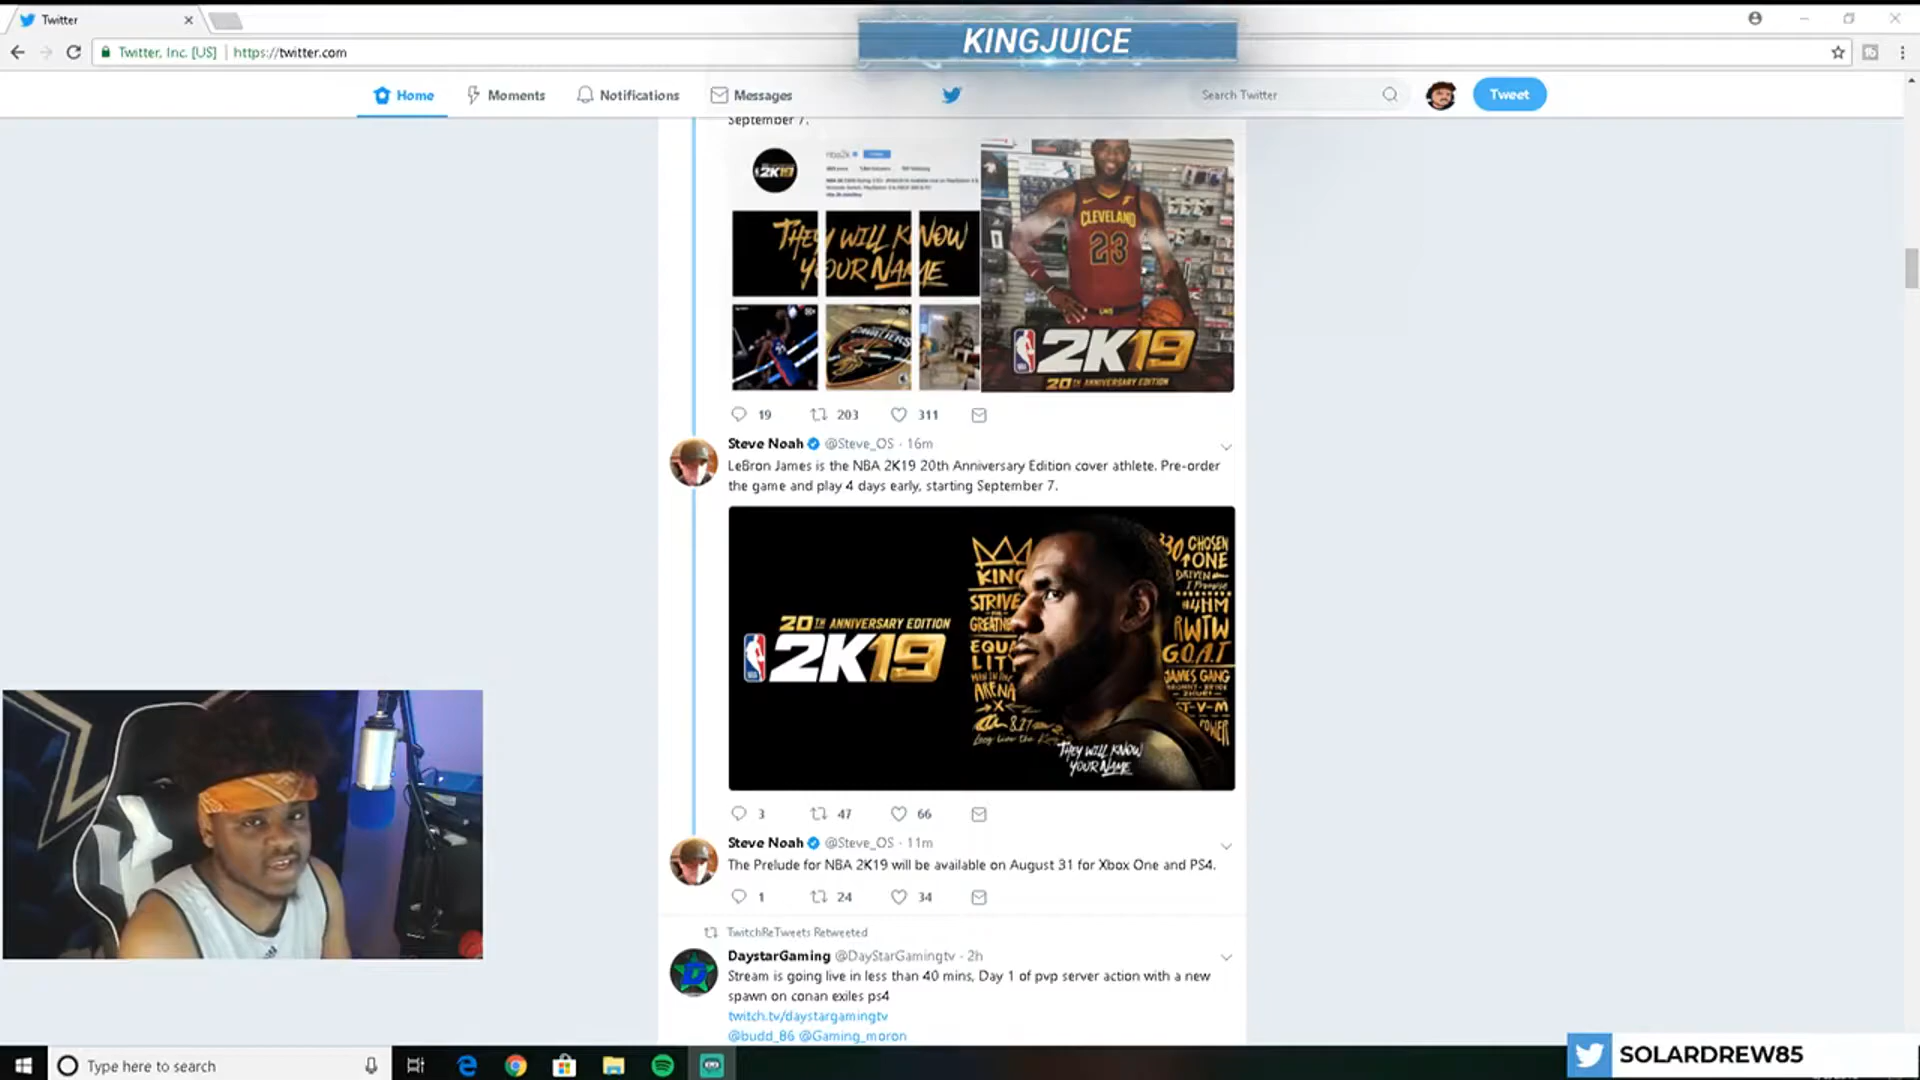 Twitter
KINGJUICE
Twitter, Inc. [US] | https://twitter.com
Home
Moments
Notifications
Messages
Search Twitter
Tweet
September 7.
2K19
nba2k
THEY WILL KNOW
YOUR NAME
CAVALIERS
CLEVELAND
23
2K19
20TH ANNIVERSARY EDITION
19 203 311
Steve Noah @Steve_OS · 16m
LeBron James is the NBA 2K19 20th Anniversary Edition cover athlete. Pre-order
the game and play 4 days early, starting September 7.
20TH ANNIVERSARY EDITION
2K19
KING
STRIVE
GREATNE
EQUA
LITY
ARENA
CHOSEN
ONE
DRIVEN
I Promise
#4HM
RWTW
G.O.A.T
JAMES GANG
POWER
THEY WILL KNOW
YOUR NAME
3 47 66
Steve Noah @Steve_OS · 11m
The Prelude for NBA 2K19 will be available on August 31 for Xbox One and PS4.
1 24 34
TwitchReTweets Retweeted
DaystarGaming @DayStarGamingtv · 2h
Stream is going live in less than 40 mins, Day 1 of pvp server action with a new
spawn on conan exiles ps4
twitch.tv/daystargamingtv
@budd_86 @Gaming_moron
Type here to search
SOLARDREW85